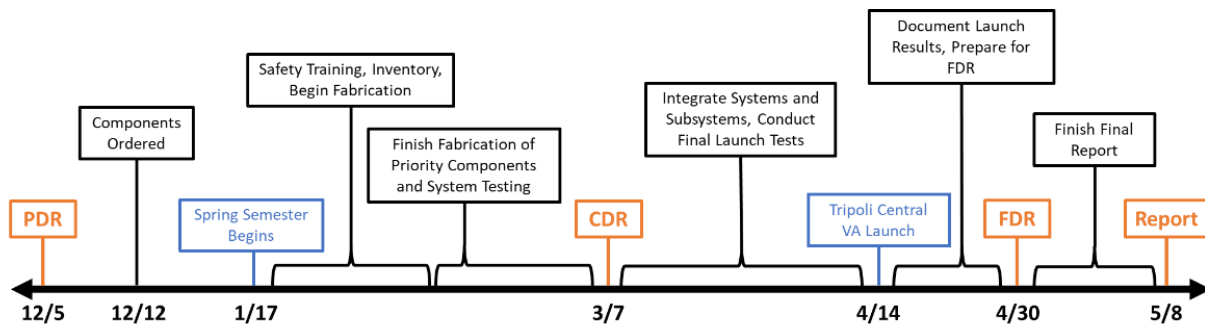 PDR
Components
Ordered
Spring Semester
Begins
Safety Training, Inventory,
Begin Fabrication
Finish Fabrication of
Priority Components
and System Testing
CDR
Integrate Systems and
Subsystems, Conduct
Final Launch Tests
Tripoli Central
VA Launch
Document Launch
Results, Prepare for
FDR
FDR
Finish Final
Report
Report
12/5
12/12
1/17
3/7
4/14
4/30
5/8